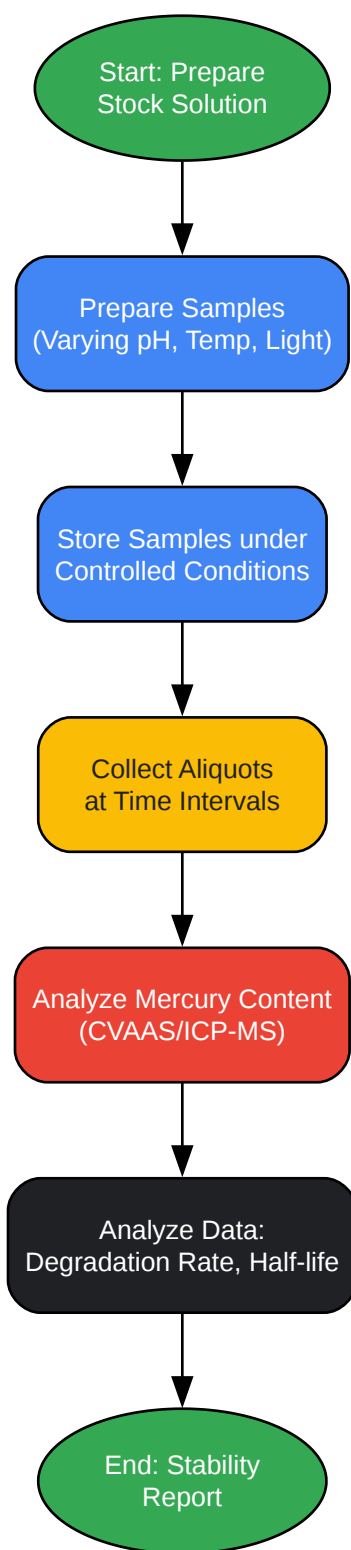 Start: Prepare
Stock Solution
Prepare Samples
(Varying pH, Temp, Light)
Store Samples under
Controlled Conditions
Collect Aliquots
at Time Intervals
Analyze Mercury Content
(CVAAS/ICP-MS)
Analyze Data:
Degradation Rate, Half-life
End: Stability
Report